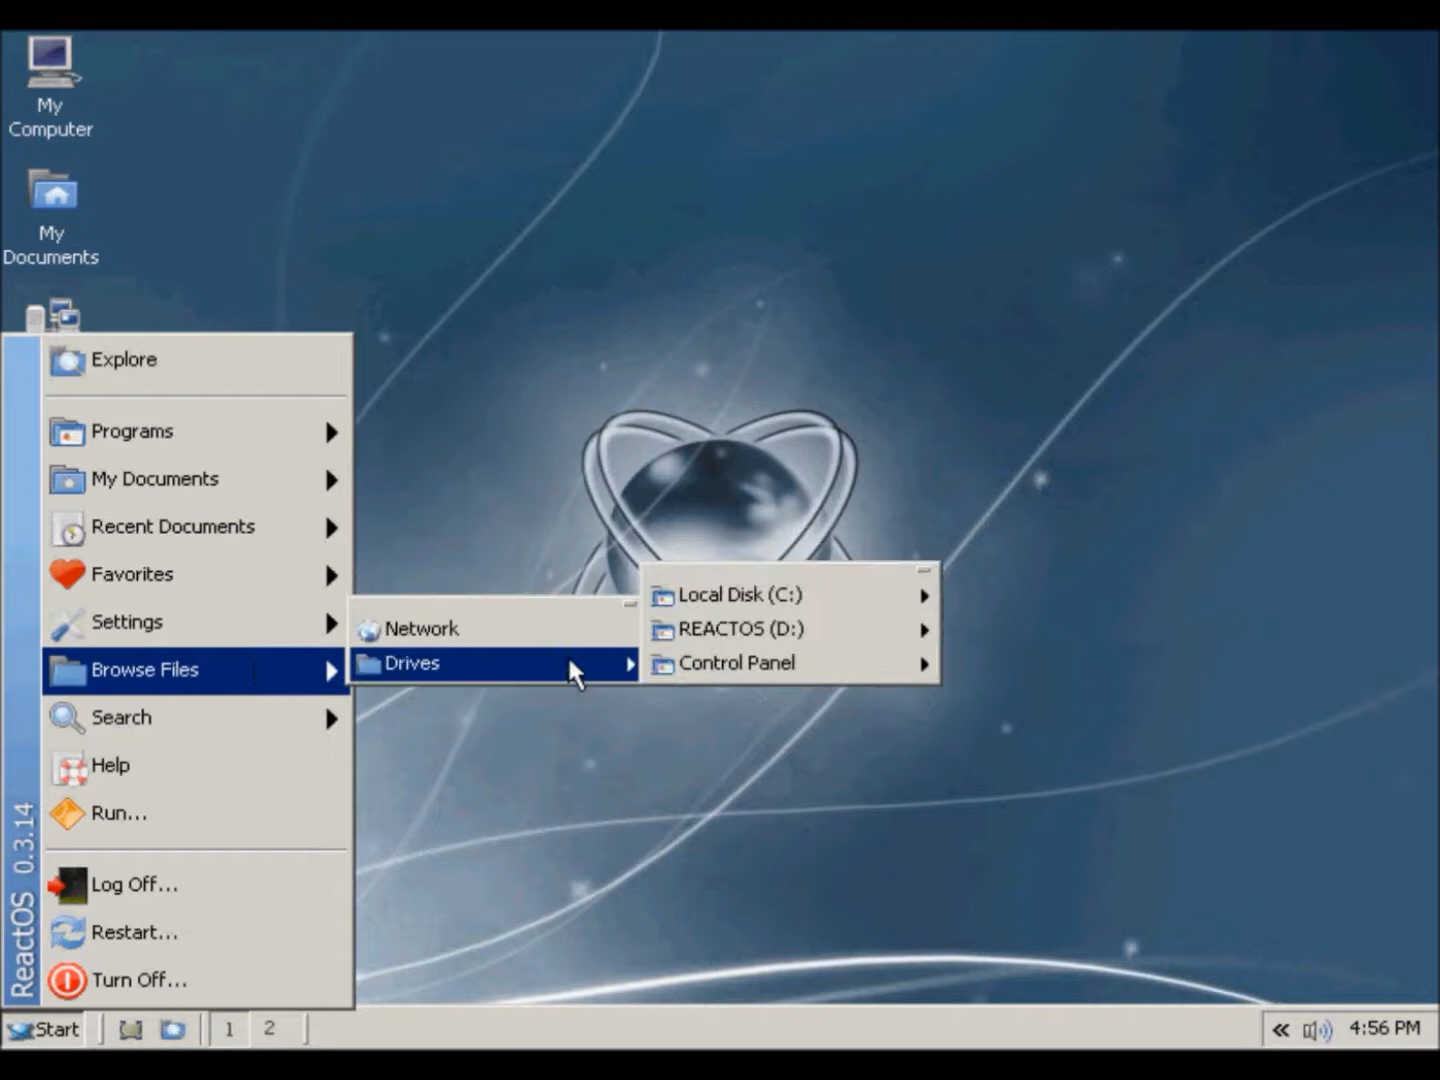 My
Computer
My
Documents
Explore
Programs
My Documents
Recent Documents
Favorites
Settings
Browse Files
Search
Help
Run...
Log Off...
Restart...
Turn Off...
ReactOS 0.3.14
Network
Drives
Local Disk (C:)
REACTOS (D:)
Control Panel
Start
1
2
4:56 PM